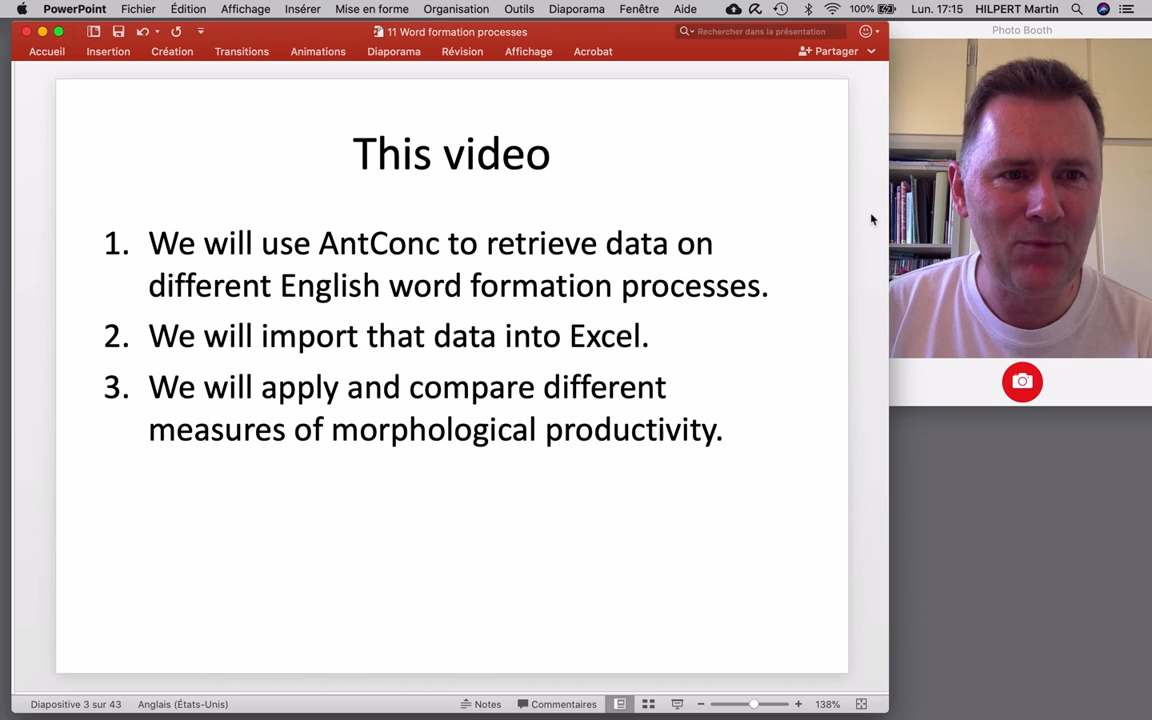 PowerPoint Fichier Édition Affichage Insérer Mise en forme Organisation Outils Diaporama Fenêtre Aide 100% Lun. 17:15 HILPERT Martin
Photo Booth
11 Word formation processes
Rechercher dans la présentation
Accueil Insertion Création Transitions Animations Diaporama Révision Affichage Acrobat Partager
This video
1. We will use AntConc to retrieve data on
different English word formation processes.
2. We will import that data into Excel.
3. We will apply and compare different
measures of morphological productivity.
Diapositive 3 sur 43 Anglais (États-Unis) Notes Commentaires 138%